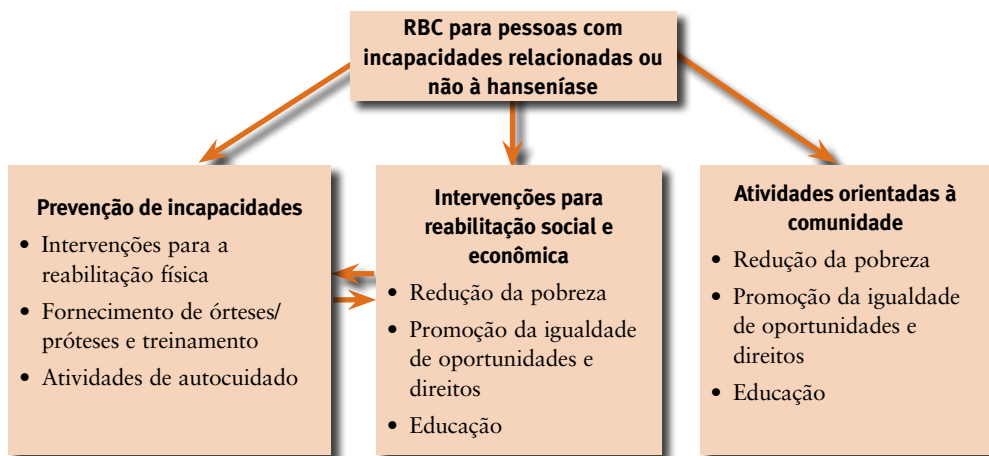 RBC para pessoas com
incapacidades relacionadas ou
não à hanseníase
Prevenção de incapacidades
• Intervenções para a
reabilitação física
• Fornecimento de órteses/
próteses e treinamento
• Atividades de autocuidado
Intervenções para
reabilitação social e
econômica
• Redução da pobreza
• Promoção da igualdade
de oportunidades e
direitos
• Educação
Atividades orientadas à
comunidade
• Redução da pobreza
• Promoção da igualdade
de oportunidades e
direitos
• Educação